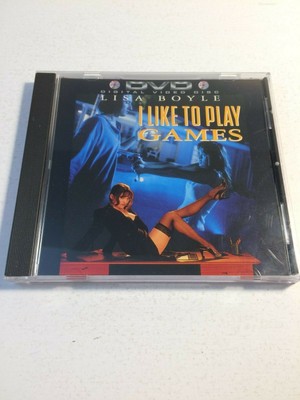 DVD
DIGITAL VIDEO DISC
LISA BOYLE
I LIKE TO PLAY
GAMES